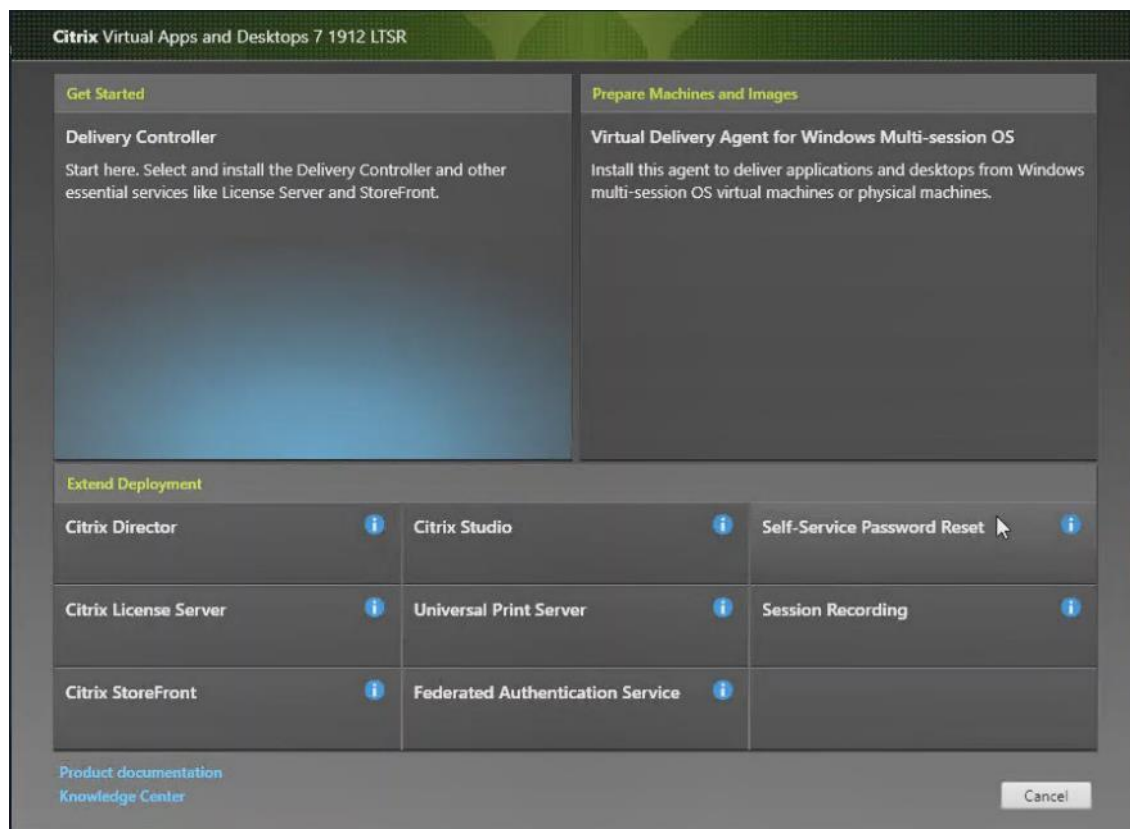 Citrix Virtual Apps and Desktops 7 1912 LTSR
Get Started
Delivery Controller
Start here. Select and install the Delivery Controller and other
essential services like License Server and StoreFront.
Prepare Machines and Images
Virtual Delivery Agent for Windows Multi-session OS
Install this agent to deliver applications and desktops from Windows
multi-session OS virtual machines or physical machines.
Extend Deployment
Citrix Director
Citrix Studio
Self-Service Password Reset
Citrix License Server
Universal Print Server
Session Recording
Citrix StoreFront
Federated Authentication Service
Product documentation
Knowledge Center
Cancel